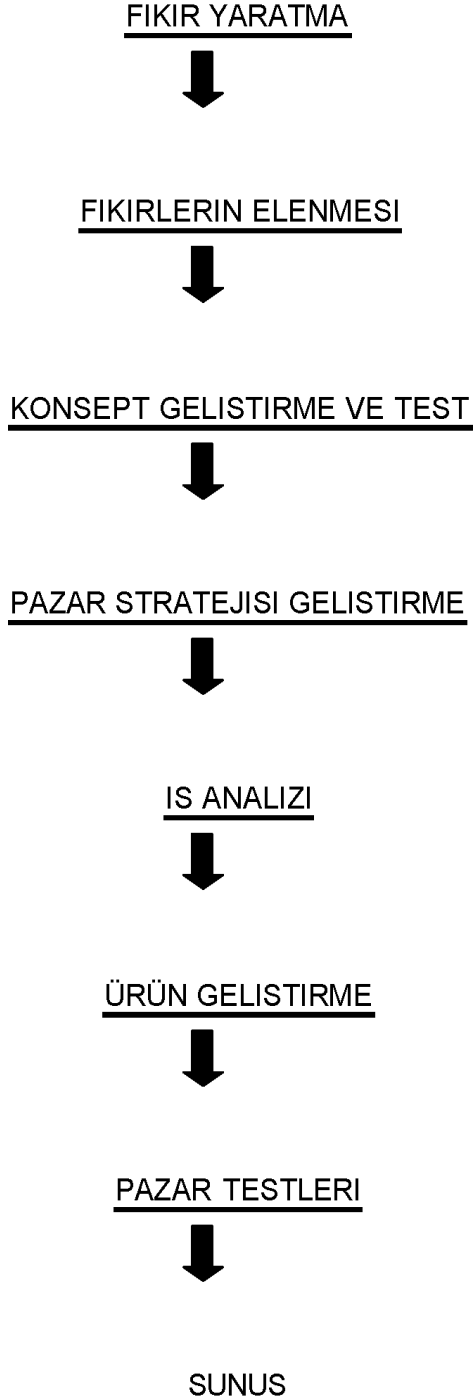 FIKIR YARATMA
FIKIRLERIN ELENMESI
KONSEPT GELISTIRME VE TEST
PAZAR STRATEJISI GELISTIRME
IS ANALIZI
ÜRÜN GELISTIRME
PAZAR TESTLERI
SUNUS